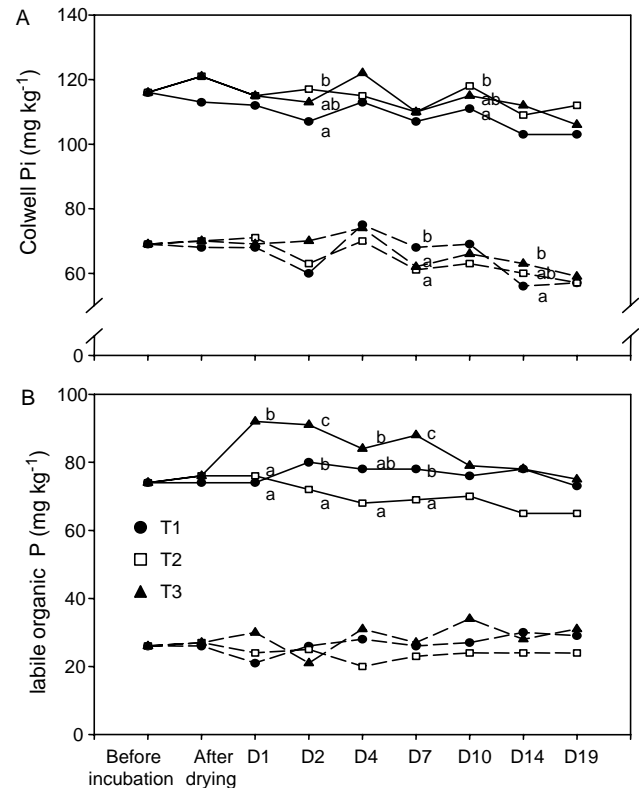 A
140
120
100
80
60
0
Colwell Pi (mg kg⁻¹)
b
ab
a
b
ab
a
b
a
a
b
ab
a
B
100
80
60
40
20
0
labile organic P (mg kg⁻¹)
b
c
b
c
a
b
ab
b
a
a
a
T1
T2
T3
Before incubation
After drying
D1
D2
D4
D7
D10
D14
D19